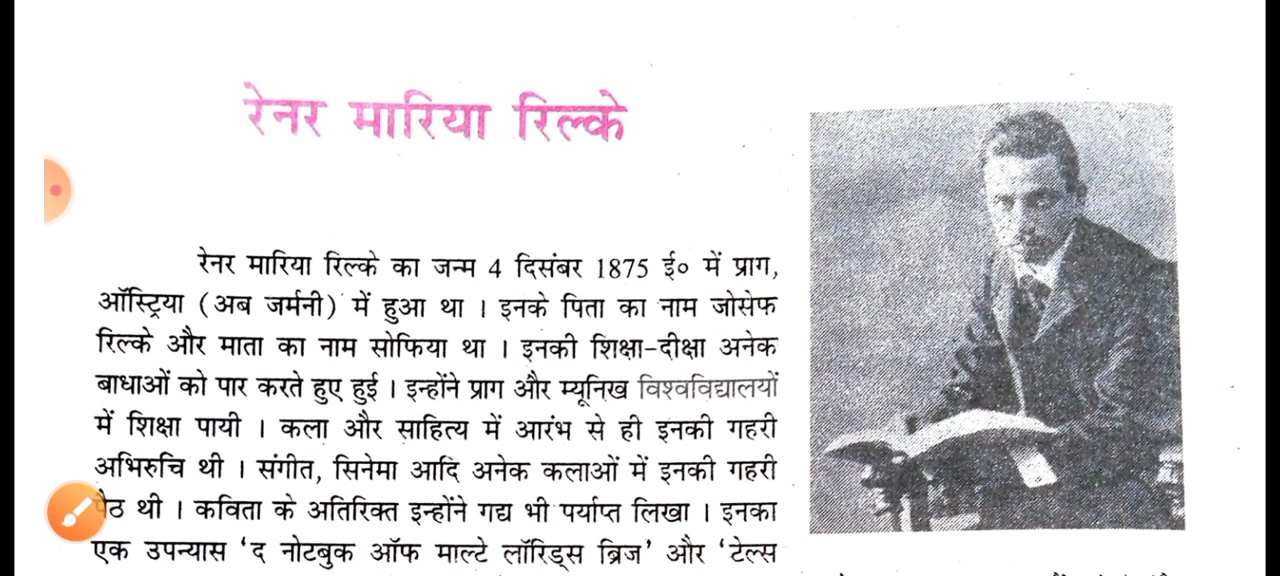 रेनर मारिया रिल्के
रेनर मारिया रिल्के का जन्म 4 दिसंबर 1875 ई० में प्राग,
ऑस्ट्रिया (अब जर्मनी) में हुआ था । इनके पिता का नाम जोसेफ
रिल्के और माता का नाम सोफिया था । इनकी शिक्षा-दीक्षा अनेक
बाधाओं को पार करते हुए हुई । इन्होंने प्राग और म्यूनिख विश्वविद्यालयों
में शिक्षा पायी । कला और साहित्य में आरंभ से ही इनकी गहरी
अभिरुचि थी । संगीत, सिनेमा आदि अनेक कलाओं में इनकी गहरी
पैठ थी । कविता के अतिरिक्त इन्होंने गद्य भी पर्याप्त लिखा । इनका
एक उपन्यास ‘द नोटबुक ऑफ माल्टे लॉरिड्स ब्रिज’ और ‘टेल्स